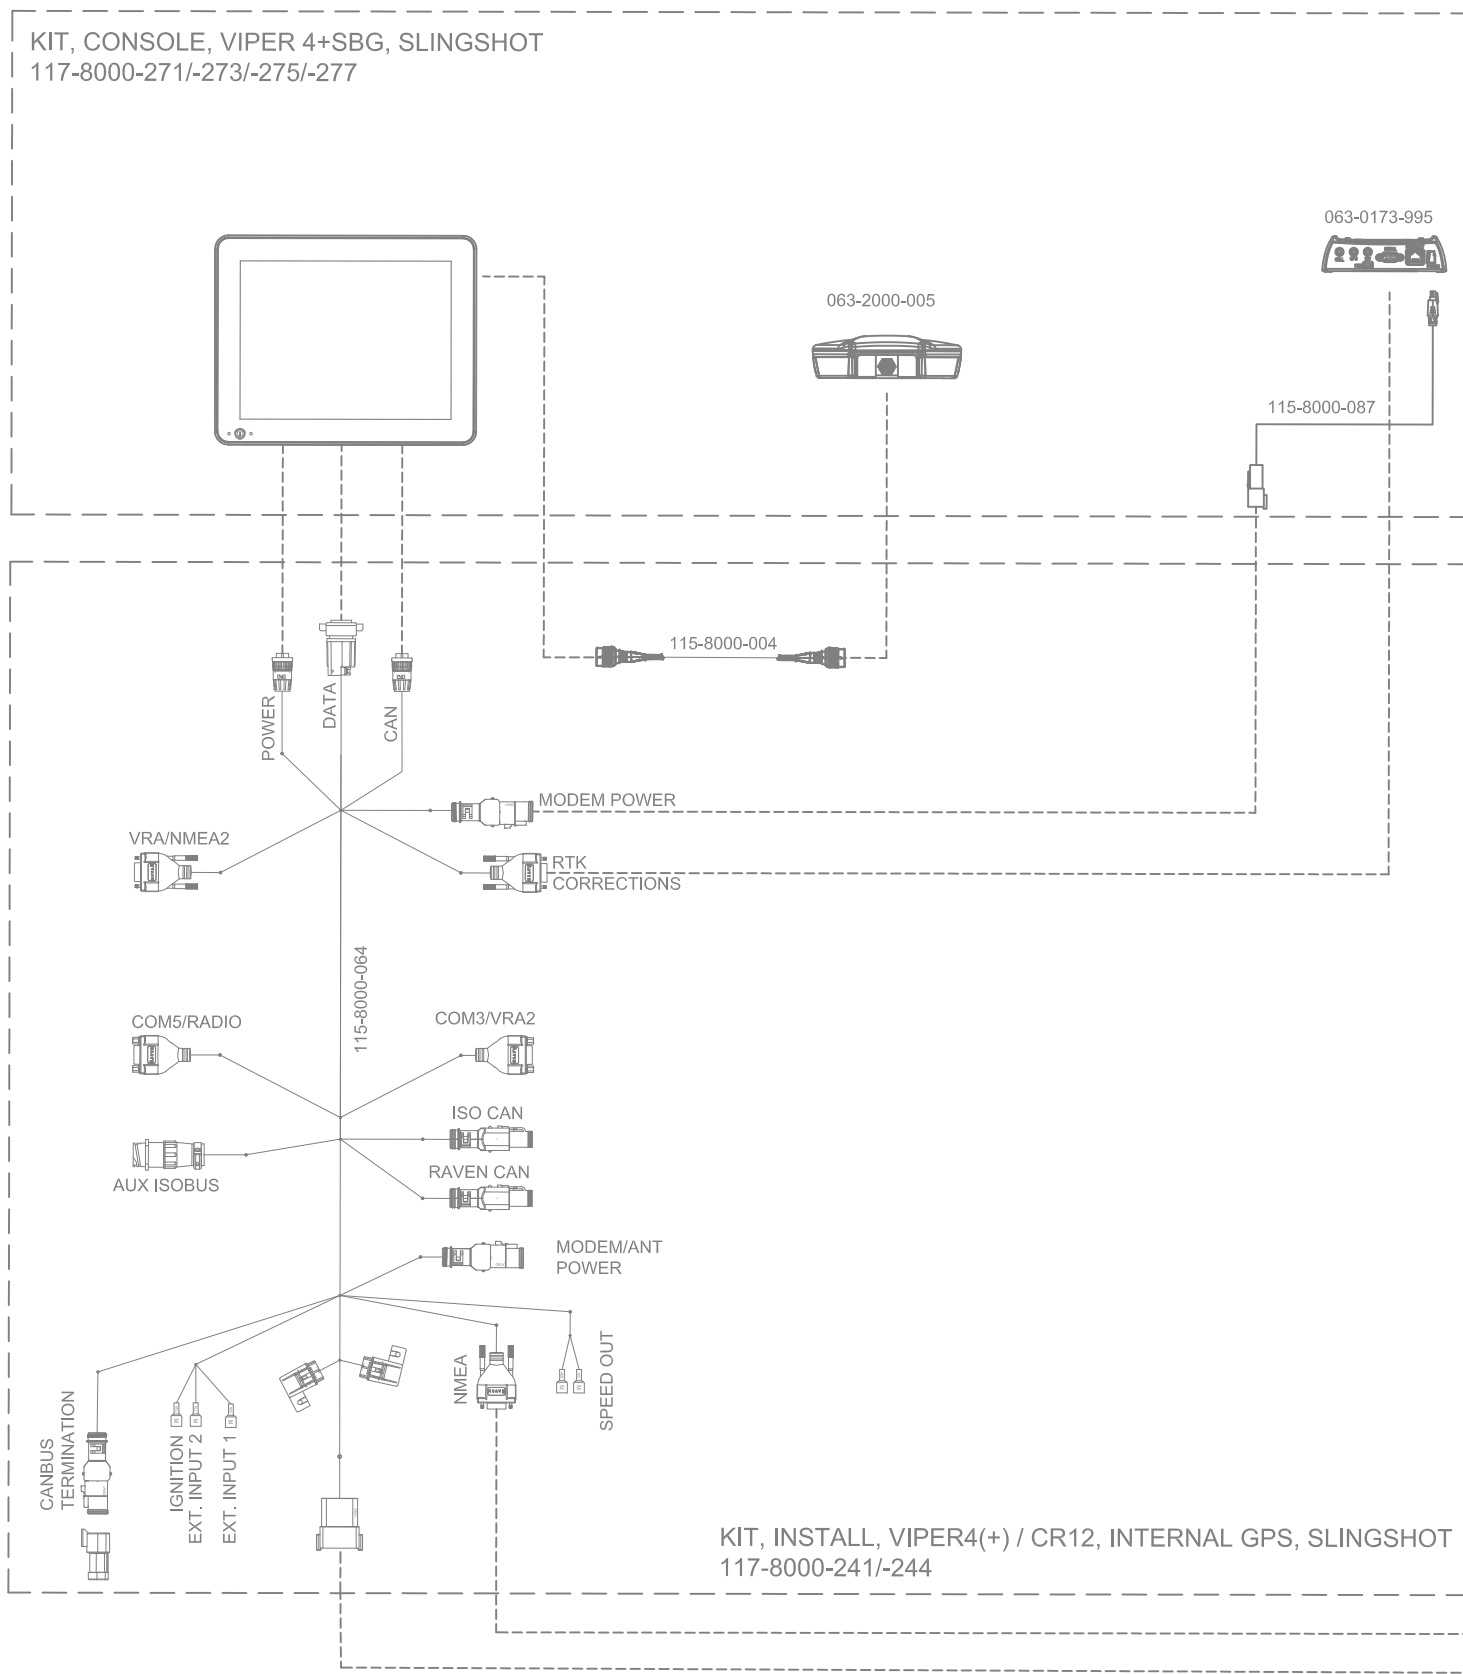 KIT, CONSOLE, VIPER 4+SBG, SLINGSHOT
117-8000-271/-273/-275/-277
063-0173-995
063-2000-005
115-8000-087
115-8000-004
POWER
DATA
CAN
MODEM POWER
VRA/NMEA2
RTK
CORRECTIONS
115-8000-064
COM5/RADIO
COM3/VRA2
ISO CAN
RAVEN CAN
AUX ISOBUS
MODEM/ANT
POWER
NMEA
SPEED OUT
CANBUS
TERMINATION
IGNITION
EXT. INPUT 2
EXT. INPUT 1
KIT, INSTALL, VIPER4(+) / CR12, INTERNAL GPS, SLINGSHOT
117-8000-241/-244